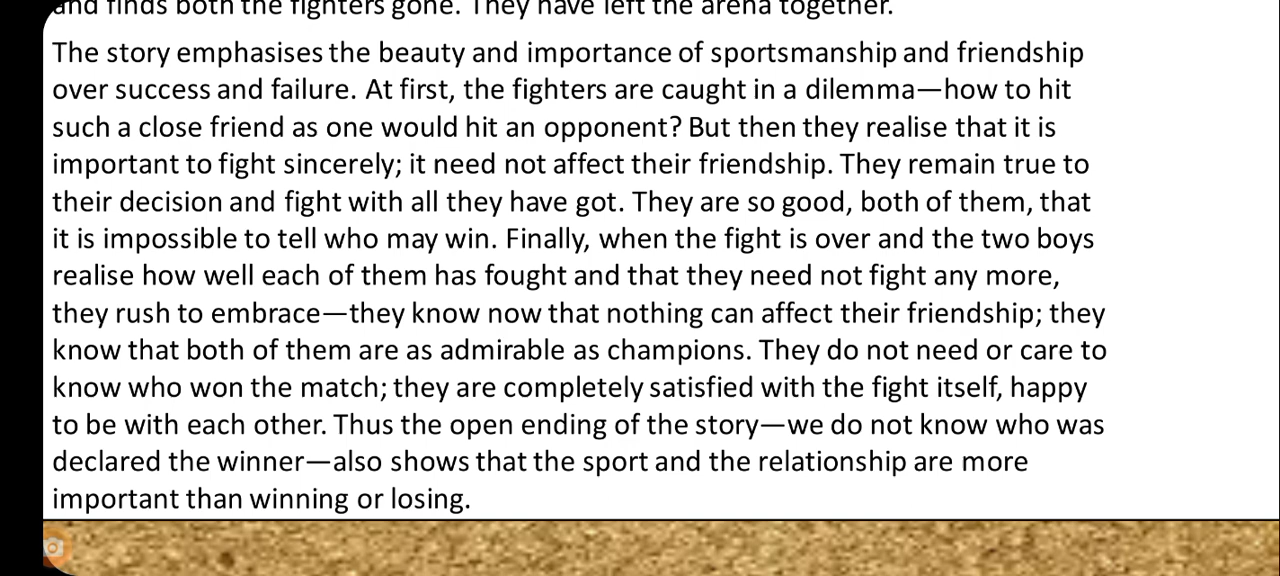 and finds both the fighters gone. They have left the arena together.
The story emphasises the beauty and importance of sportsmanship and friendship
over success and failure. At first, the fighters are caught in a dilemma—how to hit
such a close friend as one would hit an opponent? But then they realise that it is
important to fight sincerely; it need not affect their friendship. They remain true to
their decision and fight with all they have got. They are so good, both of them, that
it is impossible to tell who may win. Finally, when the fight is over and the two boys
realise how well each of them has fought and that they need not fight any more,
they rush to embrace—they know now that nothing can affect their friendship; they
know that both of them are as admirable as champions. They do not need or care to
know who won the match; they are completely satisfied with the fight itself, happy
to be with each other. Thus the open ending of the story—we do not know who was
declared the winner—also shows that the sport and the relationship are more
important than winning or losing.